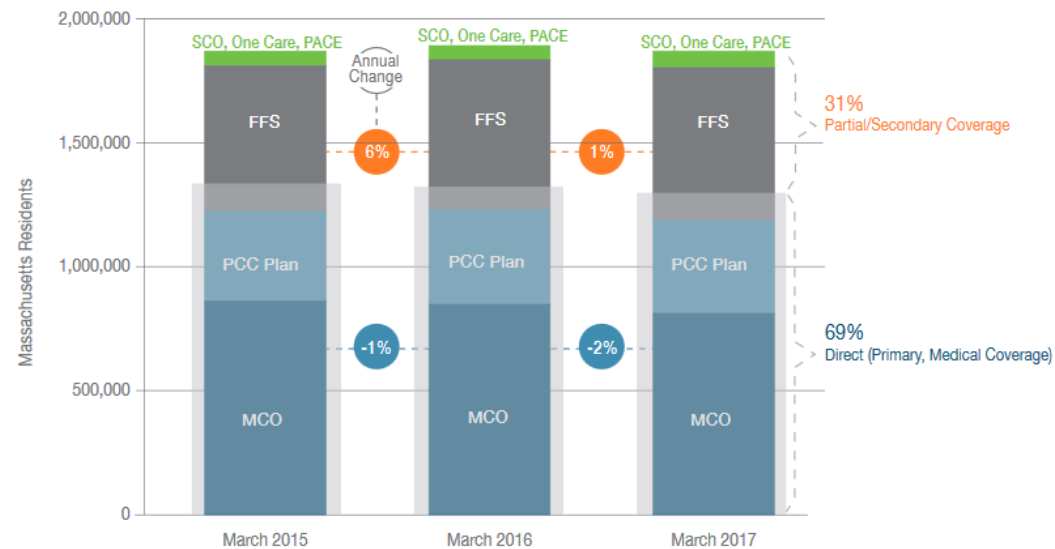 2,000,000
1,500,000
1,000,000
500,000
0
Massachusetts Residents
SCO, One Care, PACE
FFS
PCC Plan
MCO
March 2015
Annual
Change
6%
-1%
SCO, One Care, PACE
FFS
PCC Plan
MCO
March 2016
1%
-2%
SCO, One Care, PACE
FFS
PCC Plan
MCO
March 2017
31%
Partial/Secondary Coverage
69%
Direct (Primary, Medical Coverage)